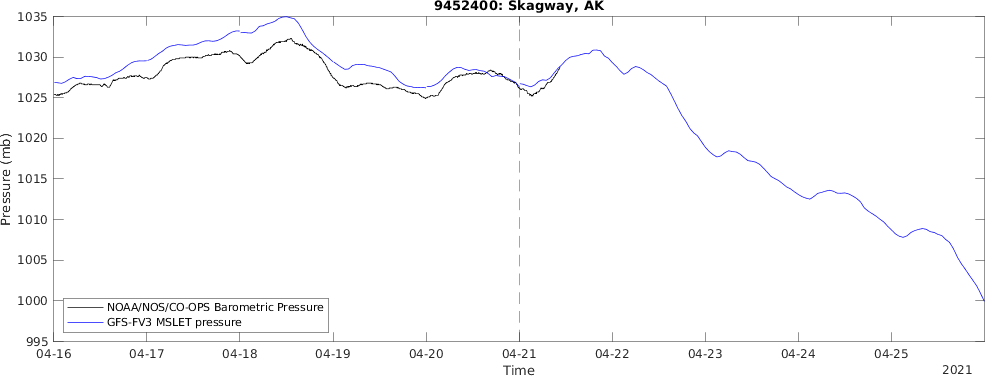 9452400: Skagway, AK
1035
1030
1025
1020
1015
1010
1005
1000
995
Pressure (mb)
NOAA/NOS/CO-OPS Barometric Pressure
GFS-FV3 MSLET pressure
04-16 04-17 04-18 04-19 04-20 04-21 04-22 04-23 04-24 04-25
Time
2021